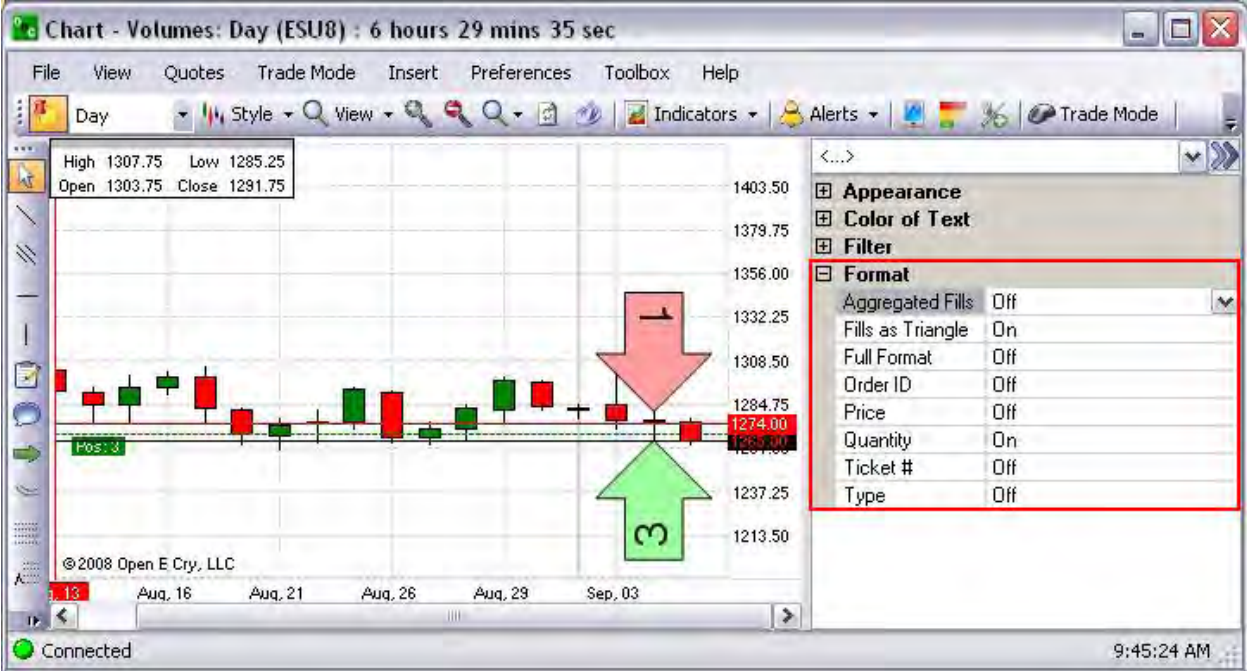 Chart - Volumes: Day (ESU8) : 6 hours 29 mins 35 sec
File View Quotes Trade Mode Insert Preferences Toolbox Help
Day Style View Indicators Alerts Trade Mode
High 1307.75 Low 1285.25
Open 1303.75 Close 1291.75
<...>
Appearance
Color of Text
Filter
Format
Aggregated Fills Off
Fills as Triangle On
Full Format Off
Order ID Off
Price Off
Quantity On
Ticket # Off
Type Off
1403.50
1379.75
1356.00
1332.25
1308.50
1284.75
1274.00
1237.25
1213.50
1
3
Pos: 3
©2008 Open E Cry, LLC
13 Aug, 16 Aug, 21 Aug, 26 Aug, 29 Sep, 03
Connected 9:45:24 AM